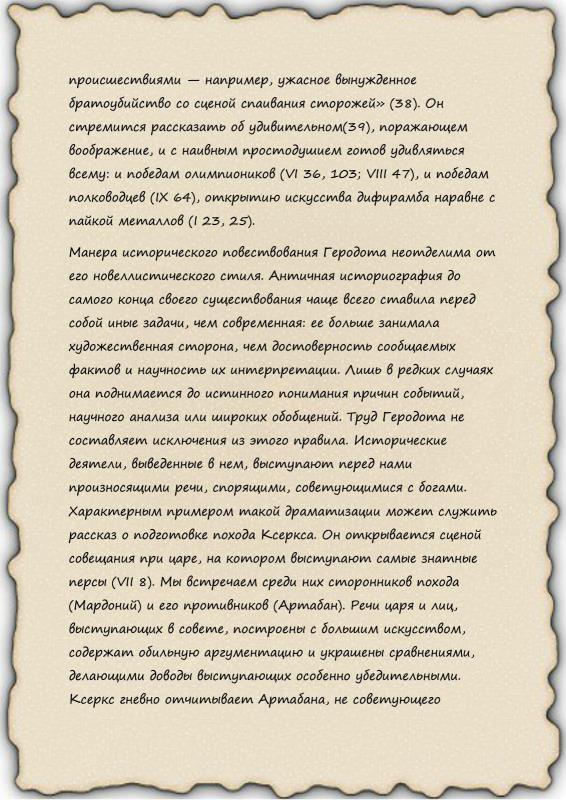 происшествиями — например, ужасное вынужденное
братоубийство со сценой спаивания сторожей» (38). Он
стремится рассказать об удивительном(39), поражающем
воображение, и с наивным простодушием готов удивляться
всему: и победам олимпиоников (VI 36, 103; VIII 47), и победам
полководцев (IX 64), открытию искусства дифирамба наравне с
пайкой металлов (I 23, 25).
Манера исторического повествования Геродота неотделима от
его новеллистического стиля. Античная историография до
самого конца своего существования чаще всего ставила перед
собой иные задачи, чем современная: ее больше занимала
художественная сторона, чем достоверность сообщаемых
фактов и научность их интерпретации. Лишь в редких случаях
она поднимается до истинного понимания причин событий,
научного анализа или широких обобщений. Труд Геродота не
составляет исключения из этого правила. Исторические
деятели, выведенные в нем, выступают перед нами
произносящими речи, спорящими, советующимися с богами.
Характерным примером такой драматизации может служить
рассказ о подготовке похода Ксеркса. Он открывается сценой
совещания при царе, на котором выступают самые знатные
персы (VII 8). Мы встречаем среди них сторонников похода
(Мардоний) и его противников (Артабан). Речи царя и лиц,
выступающих в совете, построены с большим искусством,
содержат обильную аргументацию и украшены сравнениями,
делающими доводы выступающих особенно убедительными.
Ксеркс гневно отчитывает Артабана, не советующего